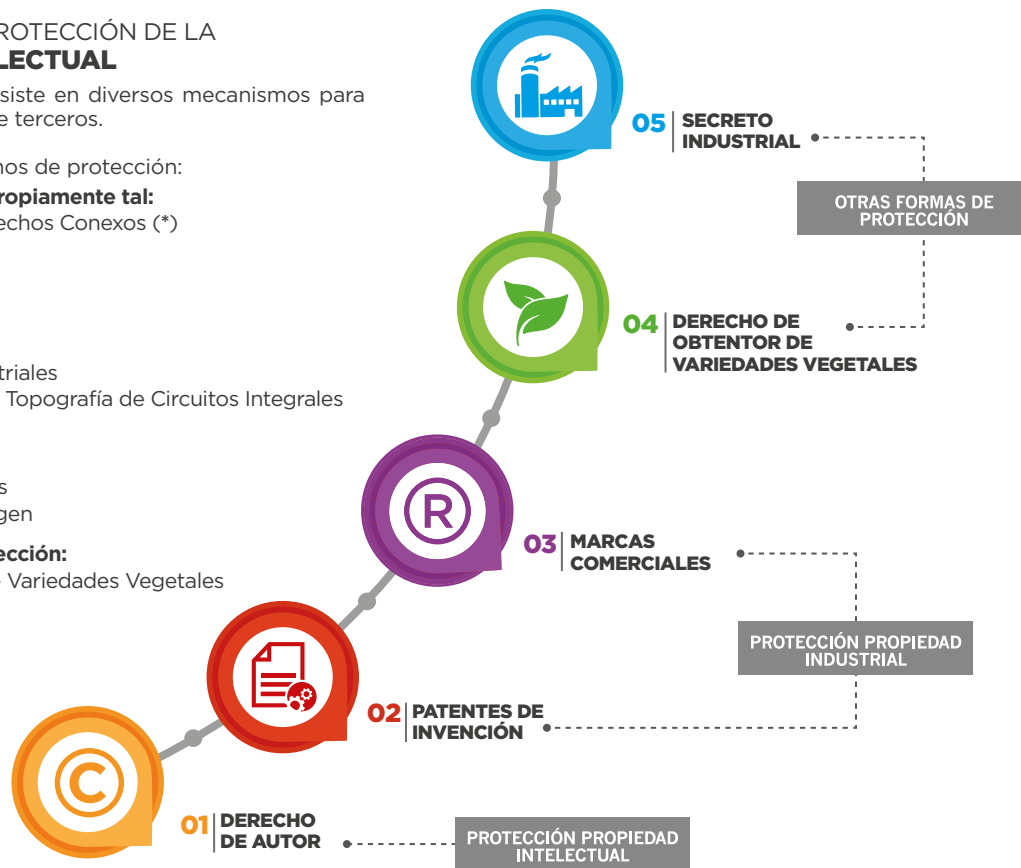 ROTECCIÓN DE LA
LECTUAL
siste en diversos mecanismos para
e terceros.
nos de protección:
ropiamente tal:
echos Conexos (*)
triales
Topografía de Circuitos Integrales
s
gen
ección:
e Variedades Vegetales
05 SECRETO
INDUSTRIAL
OTRAS FORMAS DE
PROTECCIÓN
04 DERECHO DE
OBTENTOR DE
VARIEDADES VEGETALES
R
03 MARCAS
COMERCIALES
PROTECCIÓN PROPIEDAD
INDUSTRIAL
02 PATENTES DE
INVENCIÓN
C
01 DERECHO
DE AUTOR
PROTECCIÓN PROPIEDAD
INTELECTUAL